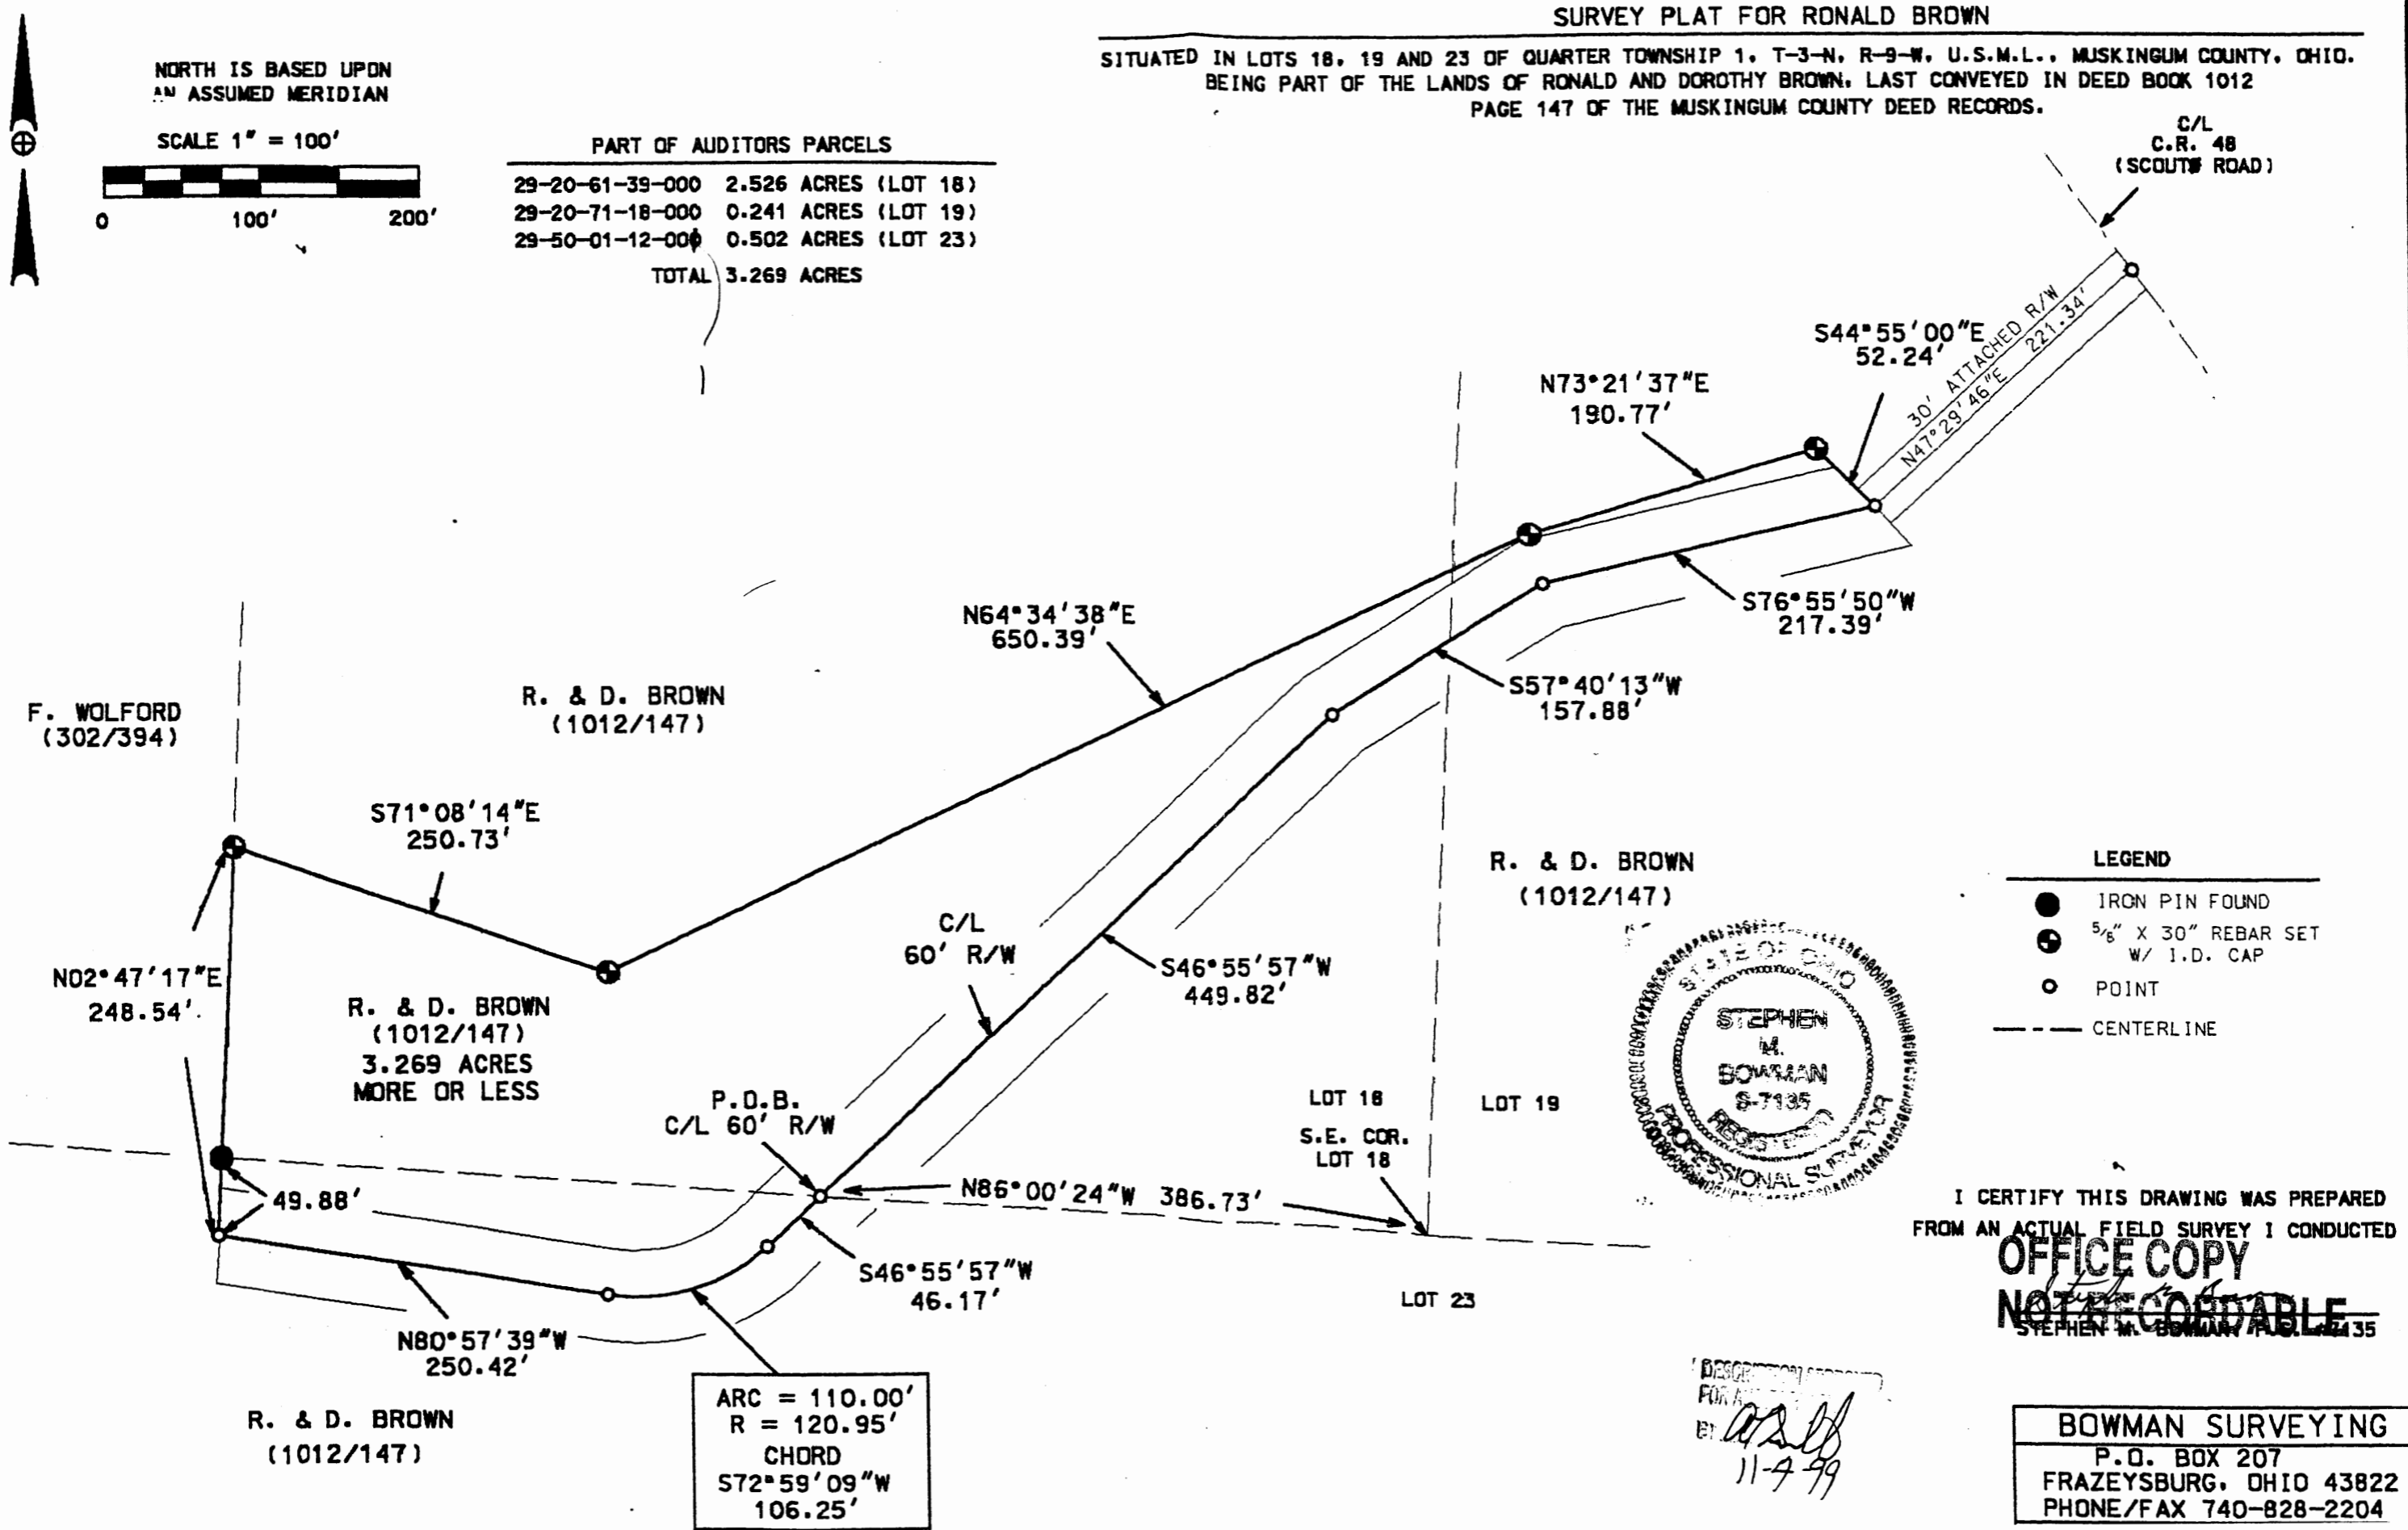 SURVEY PLAT FOR RONALD BROWN
SITUATED IN LOTS 18, 19 AND 23 OF QUARTER TOWNSHIP 1, T-3-N, R-9-W, U.S.M.L., MUSKINGUM COUNTY, OHIO.
BEING PART OF THE LANDS OF RONALD AND DOROTHY BROWN, LAST CONVEYED IN DEED BOOK 1012
PAGE 147 OF THE MUSKINGUM COUNTY DEED RECORDS.
NORTH IS BASED UPON
AN ASSUMED MERIDIAN
SCALE 1" = 100'
0 100' 200'
PART OF AUDITORS PARCELS
29-20-61-39-000 2.526 ACRES (LOT 18)
29-20-71-18-000 0.241 ACRES (LOT 19)
29-50-01-12-000 0.502 ACRES (LOT 23)
TOTAL 3.269 ACRES
C/L
C.R. 48
(SCOUTS ROAD)
30' ATTACHED R/W
N47°29'46"E 221.34'
S44°55'00"E
52.24'
N73°21'37"E
190.77'
S76°55'50"W
217.39'
N64°34'38"E
650.39'
S57°40'13"W
157.88'
F. WOLFORD
(302/394)
R. & D. BROWN
(1012/147)
S71°08'14"E
250.73'
N02°47'17"E
248.54'
R. & D. BROWN
(1012/147)
3.269 ACRES
MORE OR LESS
C/L
60' R/W
S46°55'57"W
449.82'
R. & D. BROWN
(1012/147)
LEGEND
IRON PIN FOUND
5/8" X 30" REBAR SET
W/ I.D. CAP
POINT
CENTERLINE
STATE OF OHIO
STEPHEN
M.
BOWMAN
S-7135
REGISTERED
PROFESSIONAL SURVEYOR
P.O.B.
C/L 60' R/W
LOT 18
S.E. COR.
LOT 18
LOT 19
49.88'
N86°00'24"W 386.73'
S46°55'57"W
46.17'
LOT 23
N80°57'39"W
250.42'
ARC = 110.00'
R = 120.95'
CHORD
S72°59'09"W
106.25'
R. & D. BROWN
(1012/147)
I CERTIFY THIS DRAWING WAS PREPARED
FROM AN ACTUAL FIELD SURVEY I CONDUCTED
OFFICE COPY
NOT RECORDABLE
STEPHEN M. BOWMAN P.S. #7135
DESCRIPTION APPROVED
FOR
BY
11-4-99
BOWMAN SURVEYING
P.O. BOX 207
FRAZEYSBURG, OHIO 43822
PHONE/FAX 740-828-2204